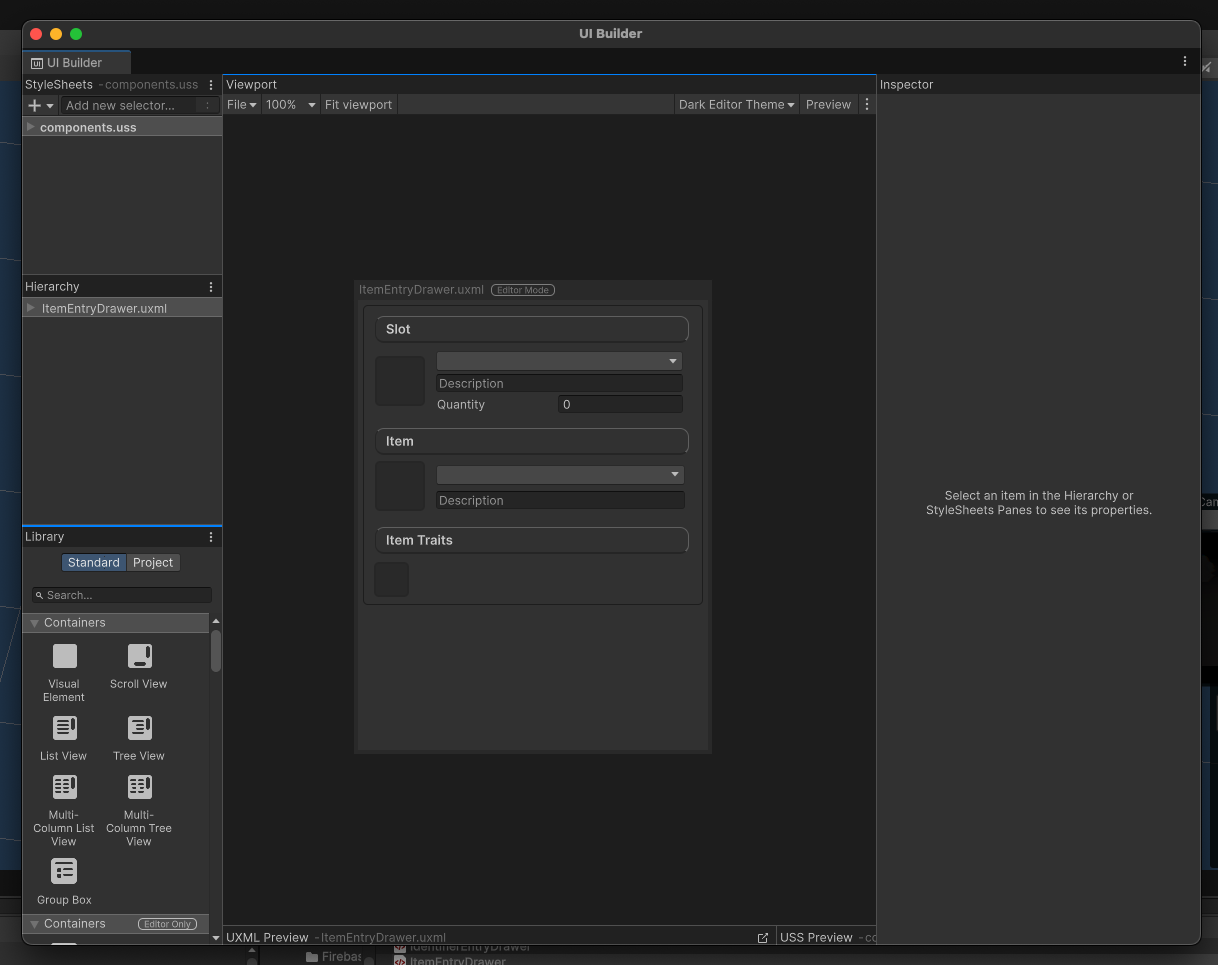 UI Builder
UI Builder
StyleSheets - components.uss
Viewport
Inspector
Add new selector...
File
100%
Fit viewport
Dark Editor Theme
Preview
components.uss
Hierarchy
ItemEntryDrawer.uxml
ItemEntryDrawer.uxml
Editor Mode
Slot
Description
Quantity
0
Item
Description
Item Traits
Select an item in the Hierarchy or
StyleSheets Panes to see its properties.
Library
Standard
Project
Search...
Containers
Visual
Element
Scroll View
List View
Tree View
Multi-
Column List
View
Multi-
Column Tree
View
Group Box
Containers
Editor Only
UXML Preview - ItemEntryDrawer.uxml
USS Preview - co
Firebas
IdentifierEntryDrawer
ItemEntryDrawer